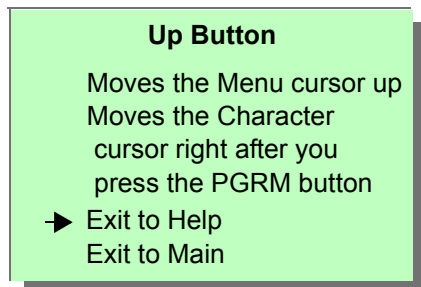 Up Button
Moves the Menu cursor up
Moves the Character
cursor right after you
press the PGRM button
Exit to Help
Exit to Main